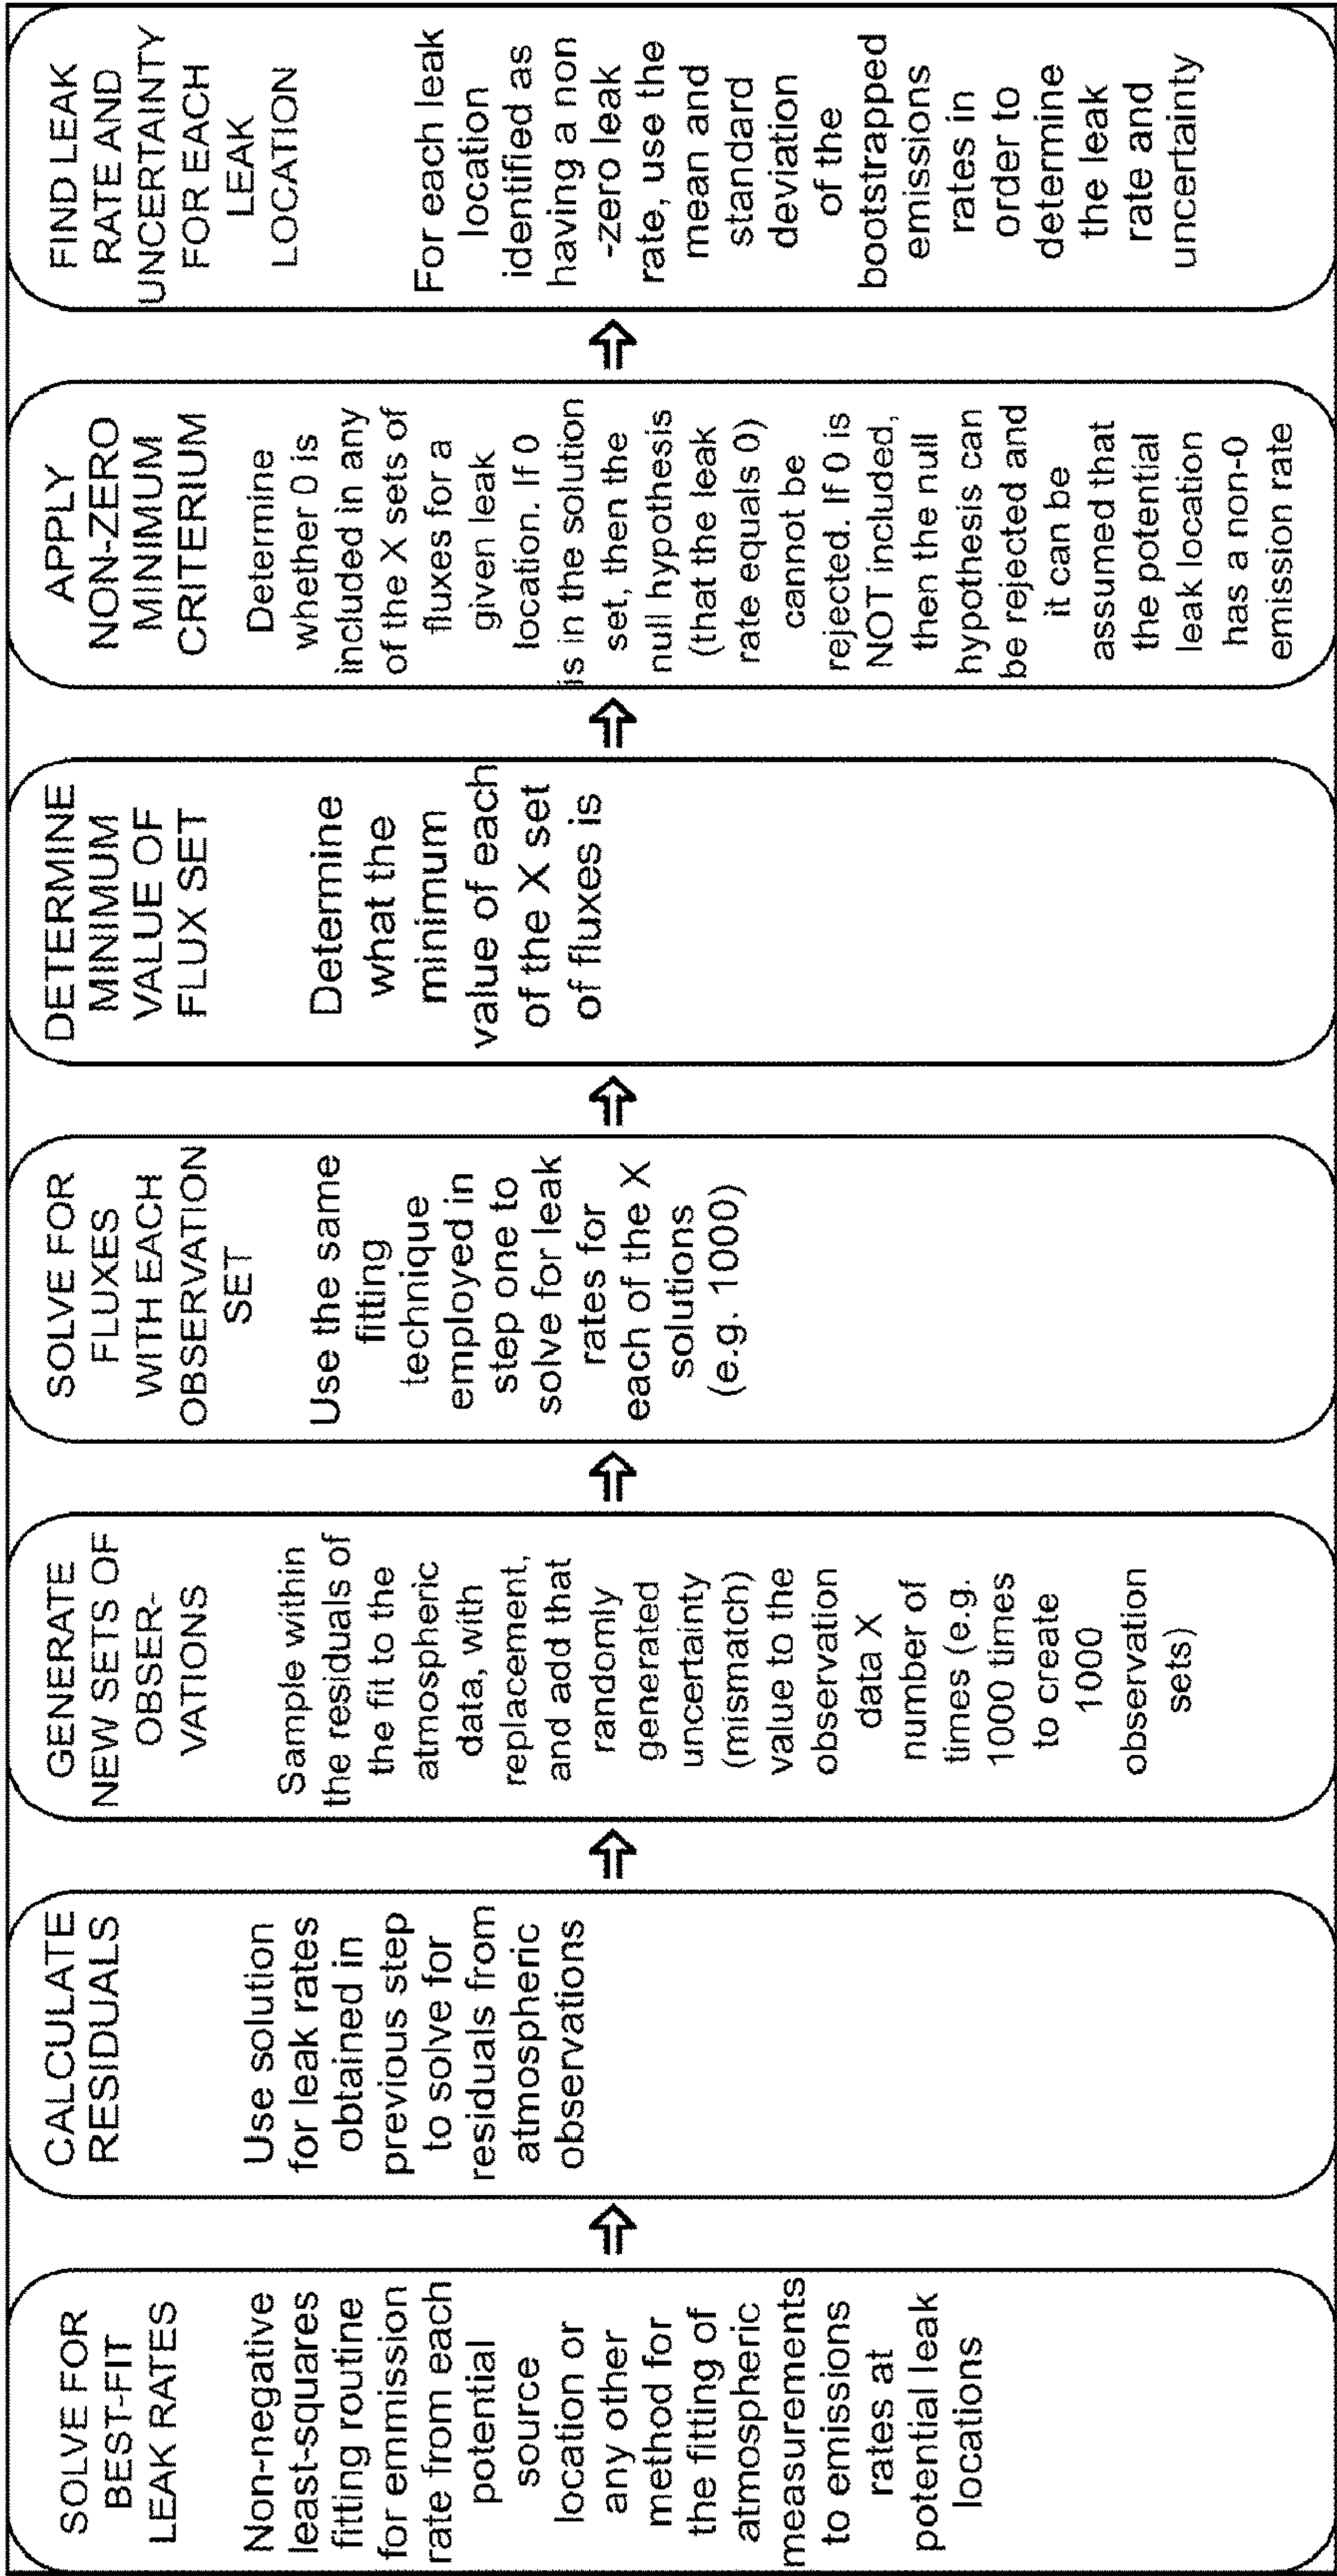 SOLVE FOR
BEST-FIT
LEAK RATES
Non-negative
least-squares
fitting routine
for emmission
rate from each
potential
source
location or
any other
method for
the fitting of
atmospheric
measurements
to emissions
rates at
potential leak
locations
CALCULATE
RESIDUALS
Use solution
for leak rates
obtained in
previous step
to solve for
residuals from
atmospheric
observations
GENERATE
NEW SETS OF
OBSER-
VATIONS
Sample within
the residuals of
the fit to the
atmospheric
data, with
replacement,
and add that
randomly
generated
uncertainty
(mismatch)
value to the
observation
data X
number of
times (e.g.
1000 times
to create
1000
observation
sets)
SOLVE FOR
FLUXES
WITH EACH
OBSERVATION
SET
Use the same
fitting
technique
employed in
step one to
solve for leak
rates for
each of the X
solutions
(e.g. 1000)
DETERMINE
MINIMUM
VALUE OF
FLUX SET
Determine
what the
minimum
value of each
of the X set
of fluxes is
APPLY
NON-ZERO
MINIMUM
CRITERIUM
Determine
whether 0 is
included in any
of the X sets of
fluxes for a
given leak
location. If 0
is in the solution
set, then the
null hypothesis
(that the leak
rate equals 0)
cannot be
rejected. If 0 is
NOT included,
then the null
hypothesis can
be rejected and
it can be
assumed that
the potential
leak location
has a non-0
emission rate
FIND LEAK
RATE AND
UNCERTAINTY
FOR EACH
LEAK
LOCATION
For each leak
location
identified as
having a non
-zero leak
rate, use the
mean and
standard
deviation
of the
bootstrapped
emissions
rates in
order to
determine
the leak
rate and
uncertainty